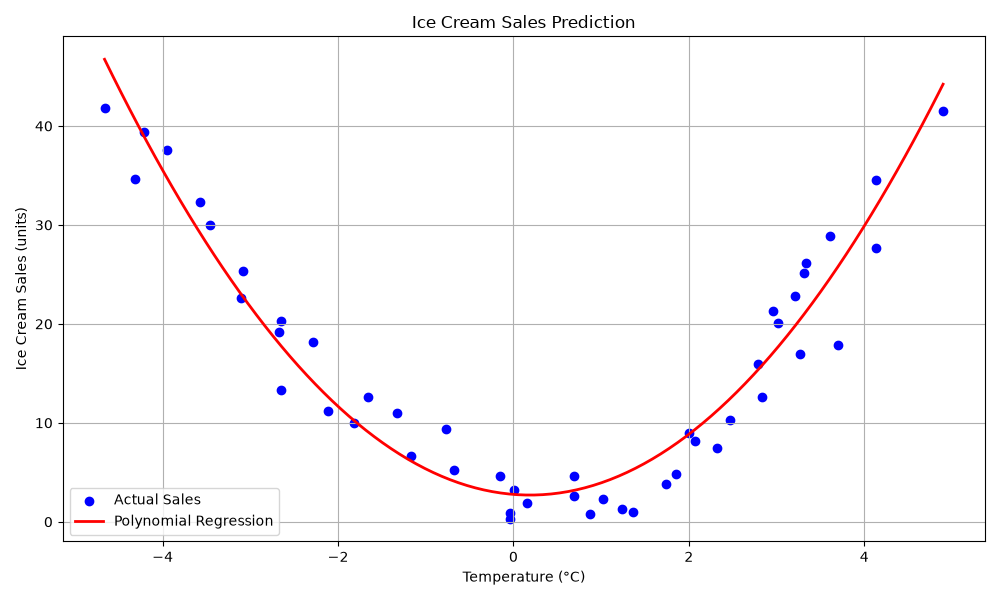 Ice Cream Sales Prediction
Ice Cream Sales (units)
40
30
20
10
0
Actual Sales
Polynomial Regression
−4
−2
0
2
4
Temperature (°C)